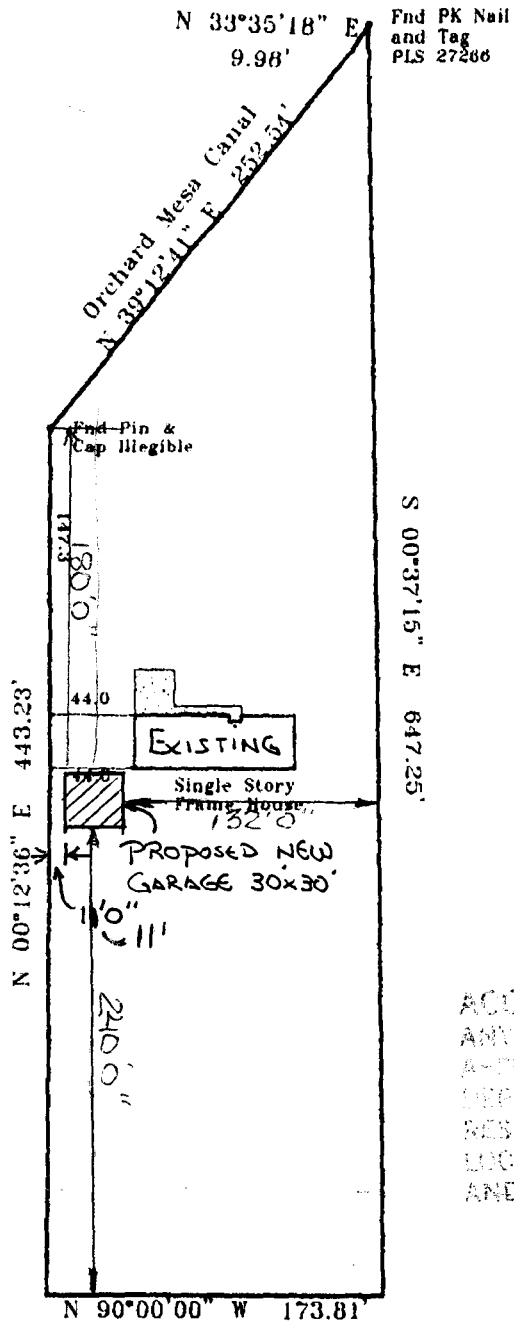 N 33°35'18" E
9.98'
Fnd PK Nail
and Tag
PLS 27266
Orchard Mesa Canal
N 39°12'41" E 252.54'
Fnd Pin &
Cap Illegible
147.3
180'0"
S 00°37'15" E 647.25'
44.0
EXISTING
N 00°12'36" E 443.23'
44.0
Single Story
Frame House
132'0"
PROPOSED NEW
GARAGE 30'x30'
11'
240'0"
AND
N 90°00'00" W 173.81'